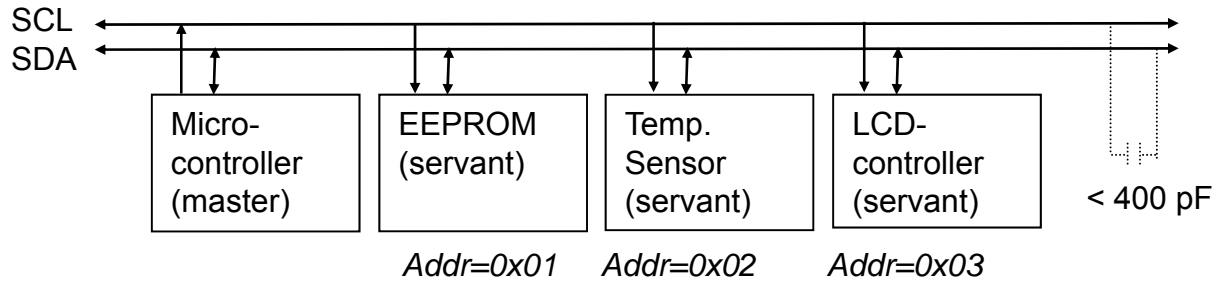 SCL
SDA
Micro-
controller
(master)
EEPROM
(servant)
Temp.
Sensor
(servant)
LCD-
controller
(servant)
< 400 pF
Addr=0x01
Addr=0x02
Addr=0x03